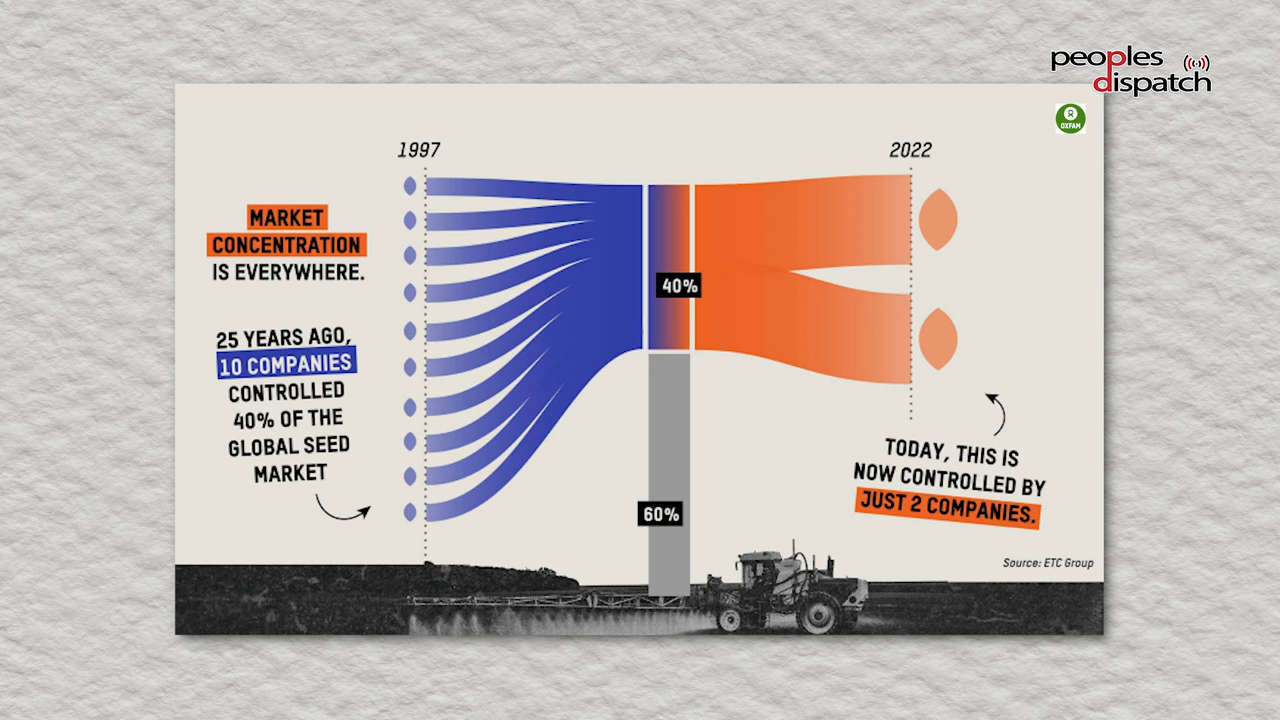 peoples
dispatch
OXFAM
1997
2022
MARKET
CONCENTRATION
IS EVERYWHERE.
25 YEARS AGO,
10 COMPANIES
CONTROLLED
40% OF THE
GLOBAL SEED
MARKET
40%
60%
TODAY, THIS IS
NOW CONTROLLED BY
JUST 2 COMPANIES.
Source: ETC Group